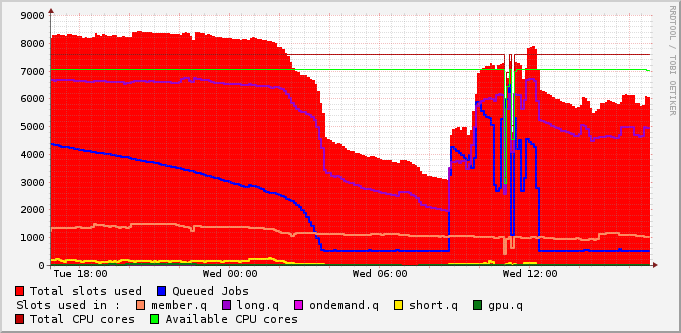 9000
8000
7000
6000
5000
4000
3000
2000
1000
0
Tue 18:00 Wed 00:00 Wed 06:00 Wed 12:00
RRDTOOL / TOBI OETIKER
Total slots used Queued Jobs
Slots used in : member.q long.q ondemand.q short.q gpu.q
Total CPU cores Available CPU cores